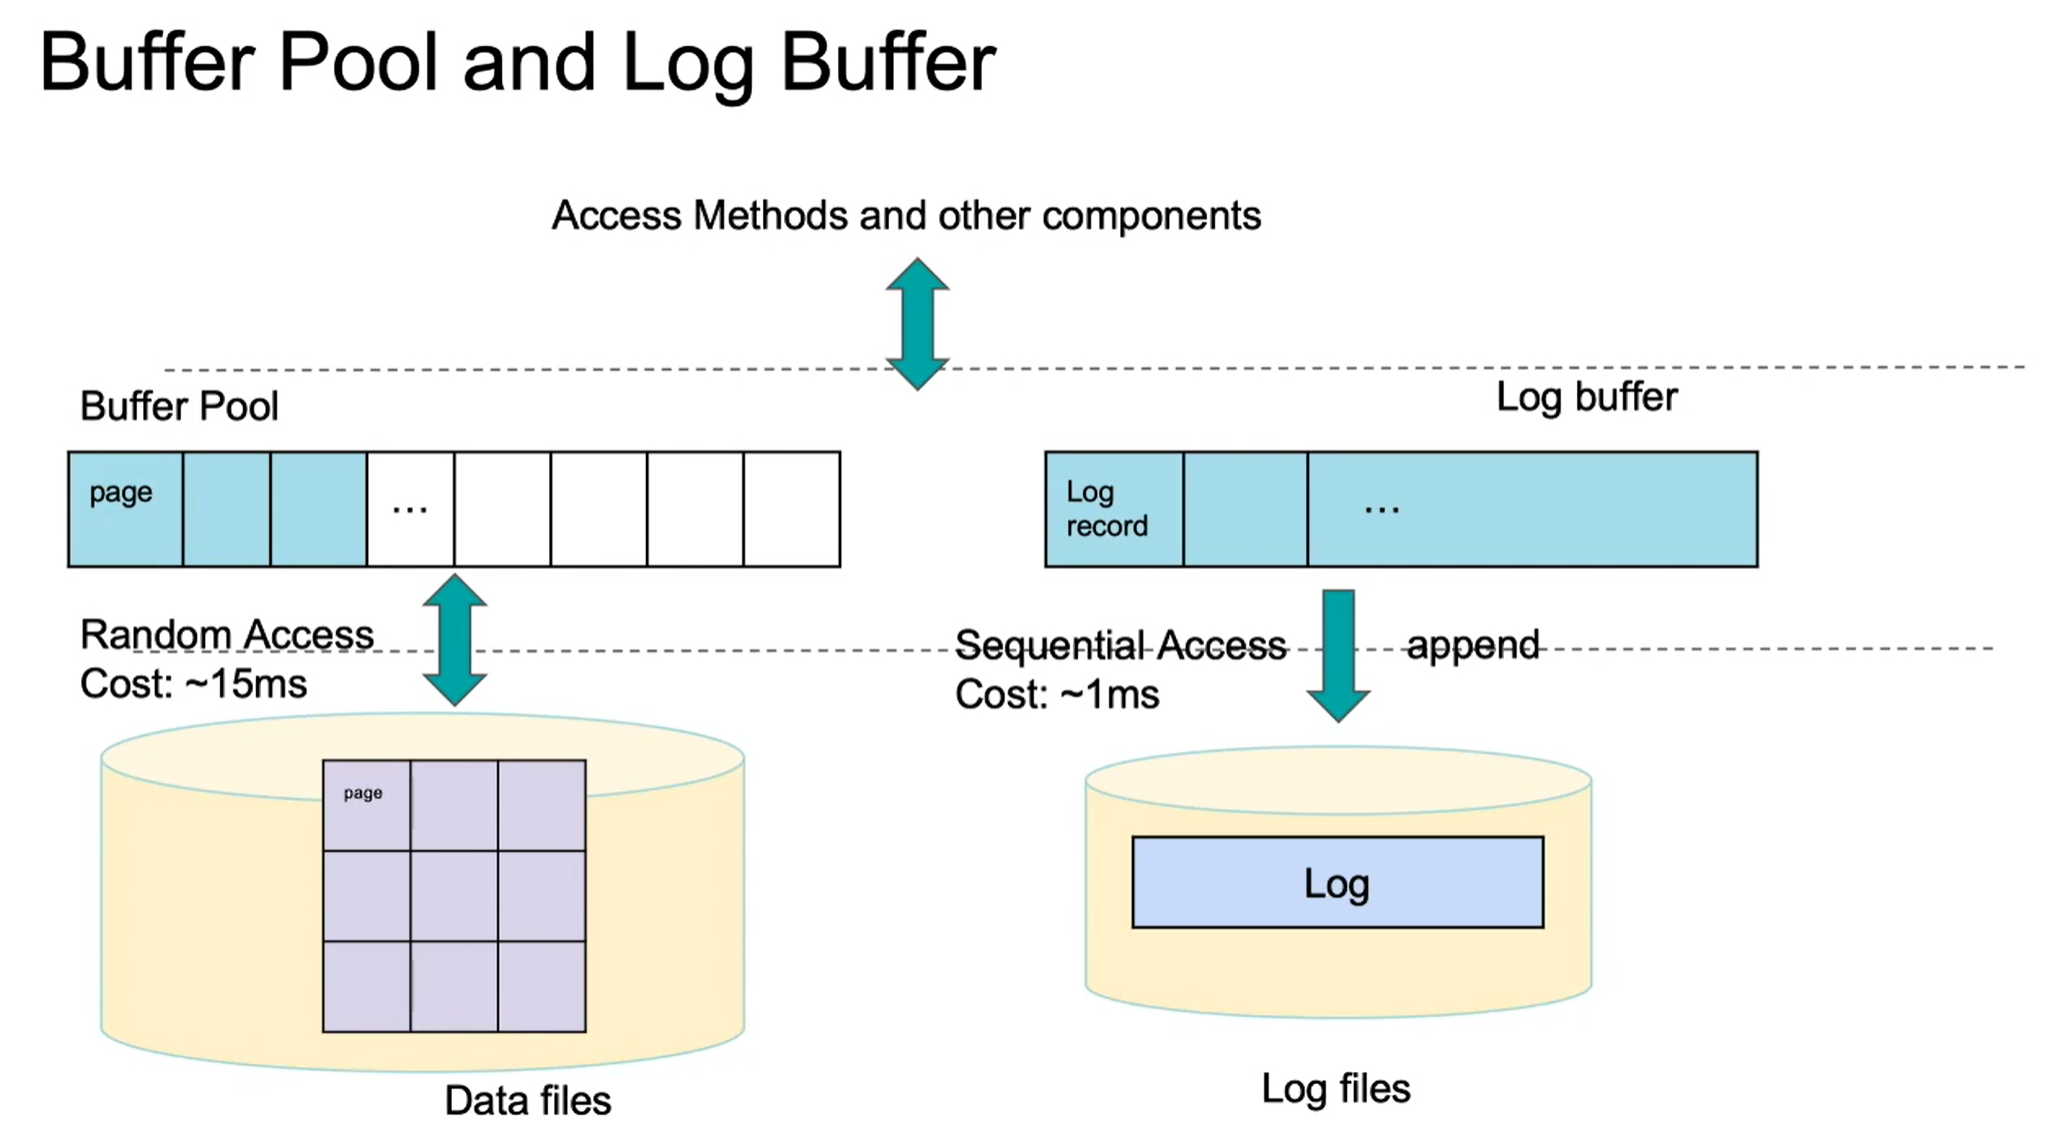 Buffer Pool and Log Buffer
Access Methods and other components
Buffer Pool
Log buffer
page
...
Log
record
...
Random Access
Cost: ~15ms
Sequential Access
Cost: ~1ms
append
page
Log
Data files
Log files